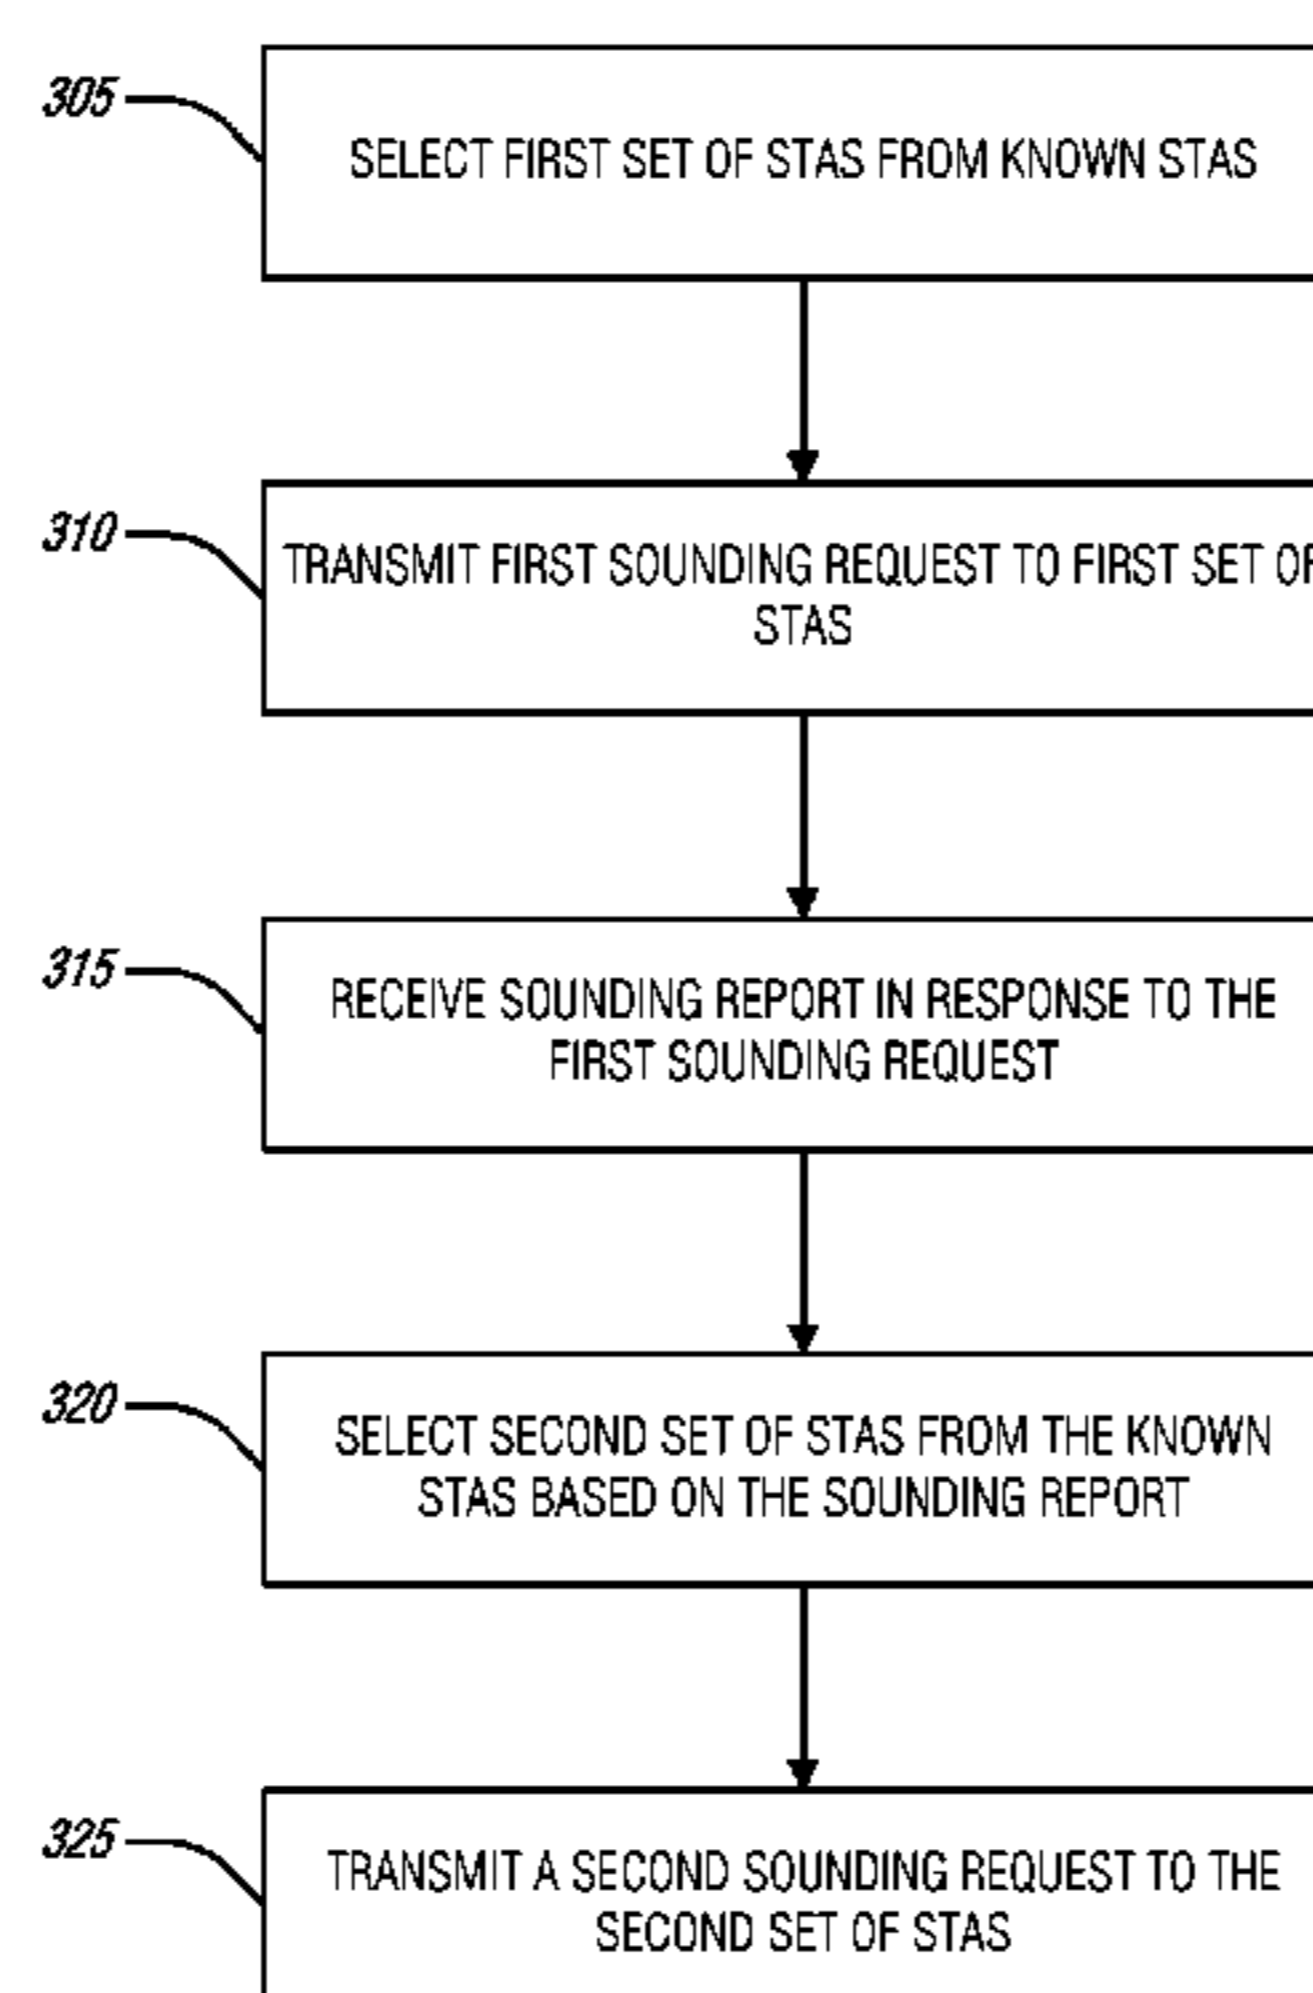 305
SELECT FIRST SET OF STAS FROM KNOWN STAS
310
TRANSMIT FIRST SOUNDING REQUEST TO FIRST SET OF
STAS
315
RECEIVE SOUNDING REPORT IN RESPONSE TO THE
FIRST SOUNDING REQUEST
320
SELECT SECOND SET OF STAS FROM THE KNOWN
STAS BASED ON THE SOUNDING REPORT
325
TRANSMIT A SECOND SOUNDING REQUEST TO THE
SECOND SET OF STAS